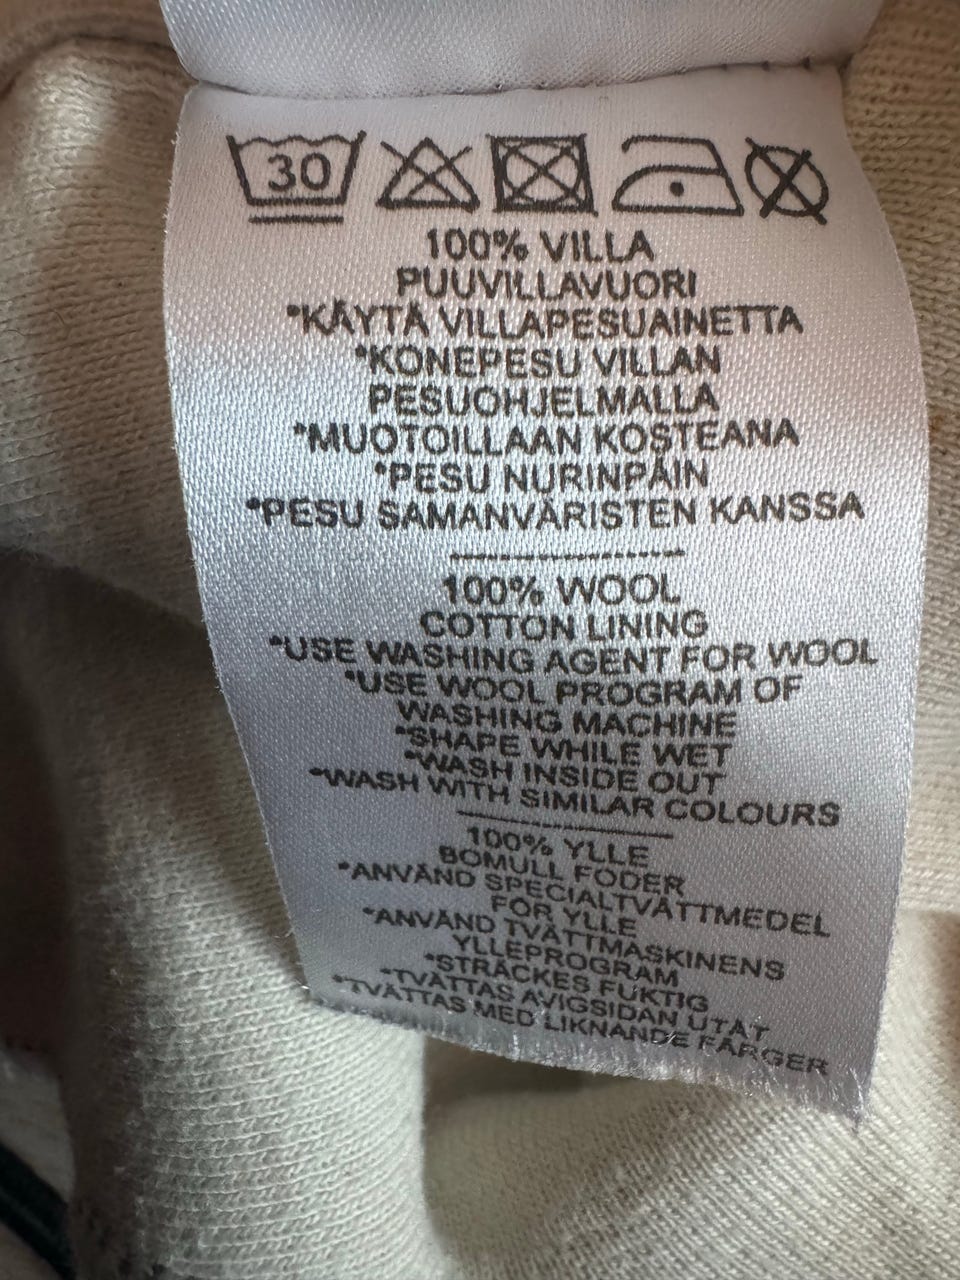 30
100% VILLA
PUUVILLAVUORI
*KÄYTÄ VILLAPESUAINETTA
*KONEPESU VILLAN
PESUOHJELMALLA
*MUOTOILLAAN KOSTEANA
*PESU NURINPÄIN
*PESU SAMANVÄRISTEN KANSSA
100% WOOL
COTTON LINING
*USE WASHING AGENT FOR WOOL
*USE WOOL PROGRAM OF
WASHING MACHINE
*SHAPE WHILE WET
*WASH INSIDE OUT
*WASH WITH SIMILAR COLOURS
100% YLLE
BOMULL FODER
*ANVÄND SPECIALTVÄTTMEDEL
FÖR YLLE
*ANVÄND TVÄTTMASKINENS
YLLEPROGRAM
*STRÄCKES FUKTIG
*TVÄTTAS AVIGSIDAN UTÅT
*TVÄTTAS MED LIKNANDE FÄRGER